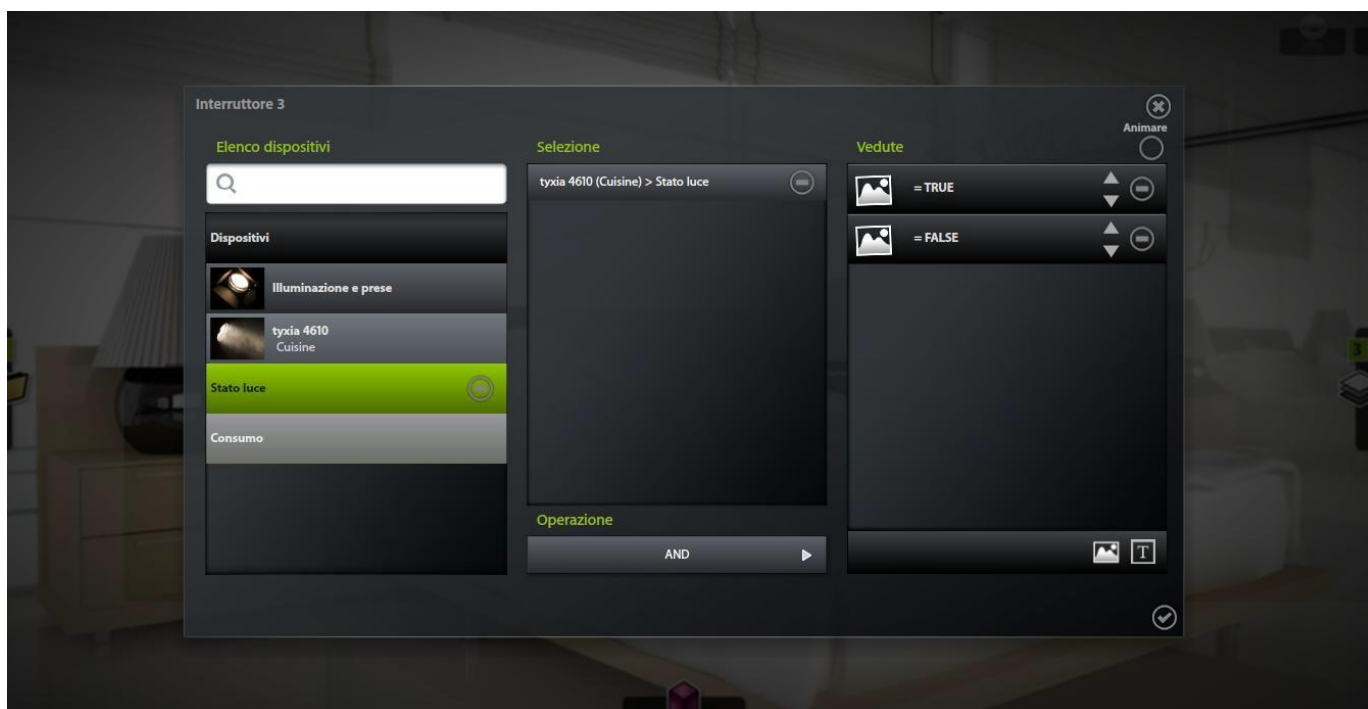 Interruttore 3
Animare
Elenco dispositivi
Selezione
Vedute
tyxia 4610 (Cuisine) > Stato luce
= TRUE
Dispositivi
= FALSE
Illuminazione e prese
tyxia 4610
Cuisine
Stato luce
Consumo
Operazione
AND
T
3